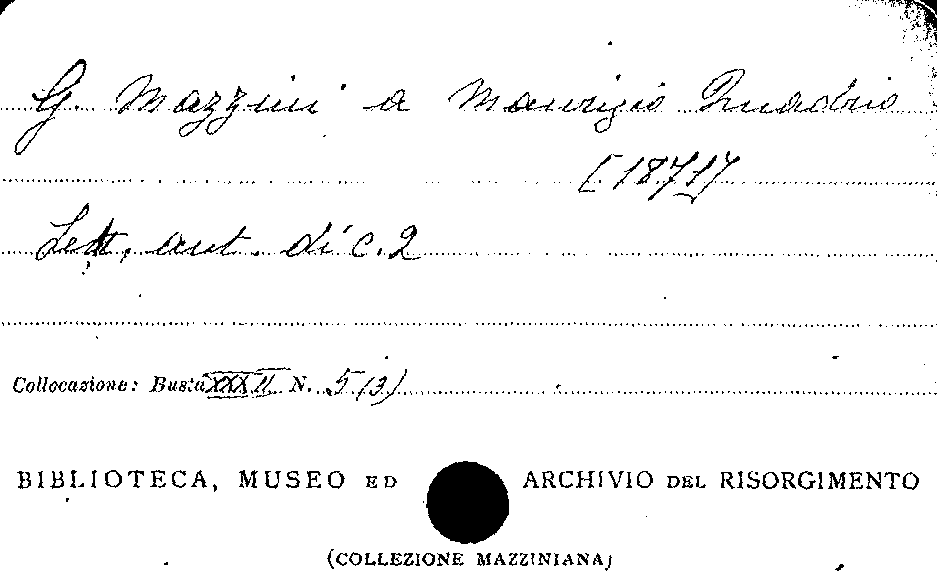 G. Mazzini a Maurizio Quadrio
[1871]
Lett. aut. di c. 2
Collocazione: Busta XXXII N. 5 (3)
BIBLIOTECA, MUSEO ED ARCHIVIO DEL RISORGIMENTO
(COLLEZIONE MAZZINIANA)